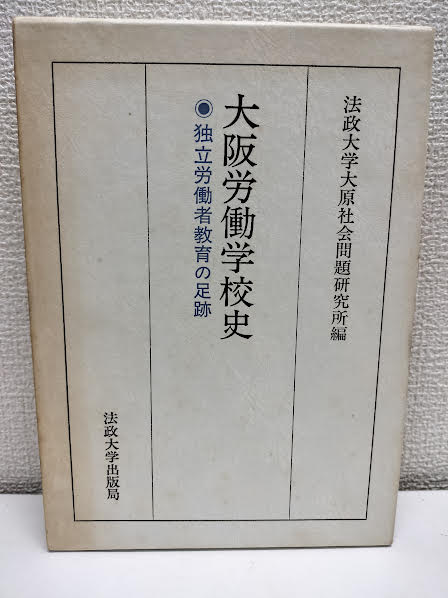 法政大学大原社会問題研究所編
大阪労働学校史
◉独立労働者教育の足跡
法政大学出版局